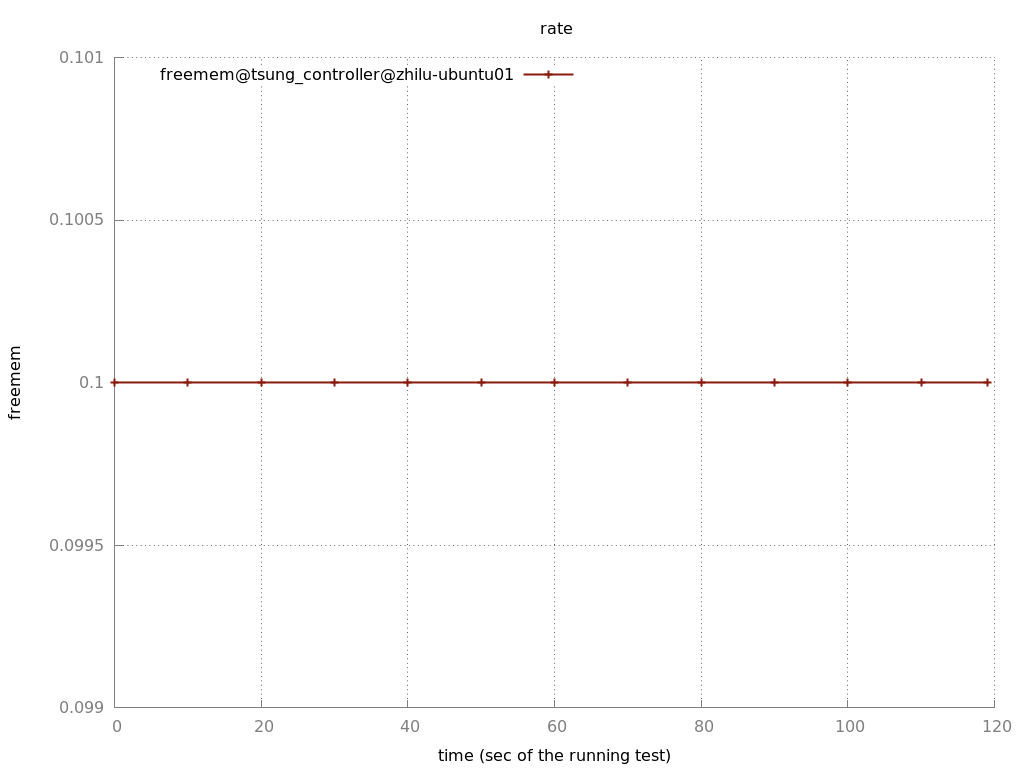 rate
0.101
freemem@tsung_controller@zhilu-ubuntu01
0.1005
freemem
0.1
0.0995
0.099
0 20 40 60 80 100 120
time (sec of the running test)